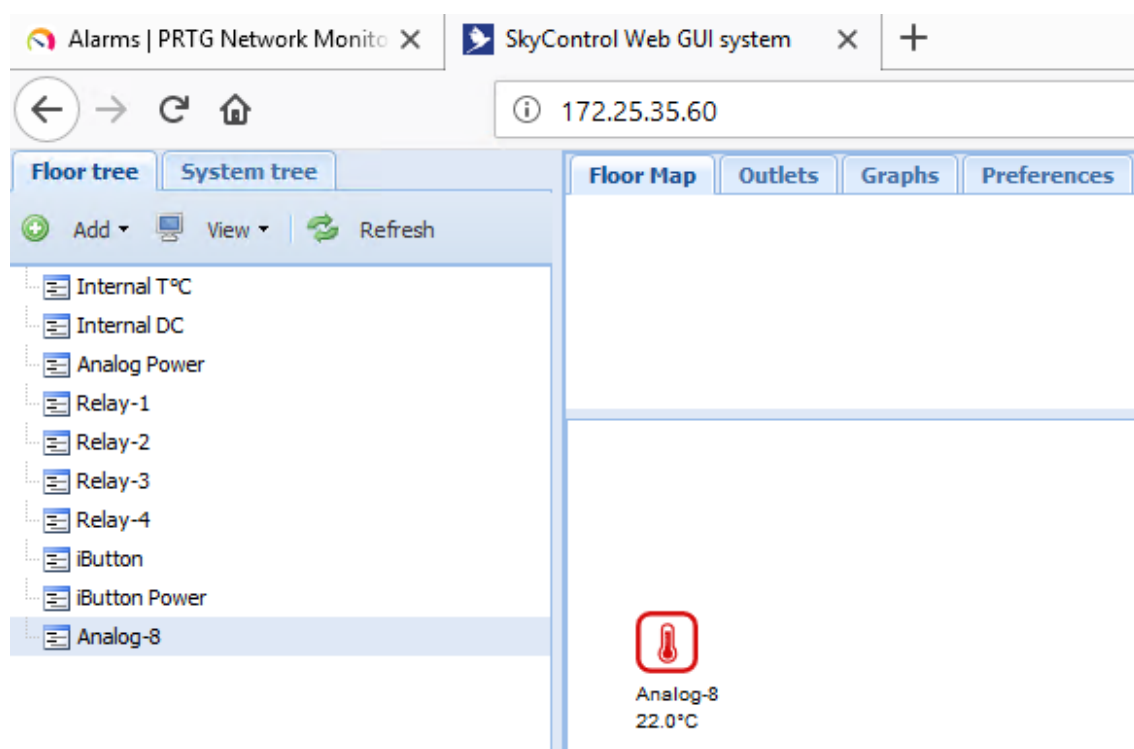 Alarms | PRTG Network Monito
SkyControl Web GUI system
172.25.35.60
Floor tree System tree
Floor Map Outlets Graphs Preferences
Add View Refresh
Internal T°C
Internal DC
Analog Power
Relay-1
Relay-2
Relay-3
Relay-4
iButton
iButton Power
Analog-8
Analog-8
22.0°C